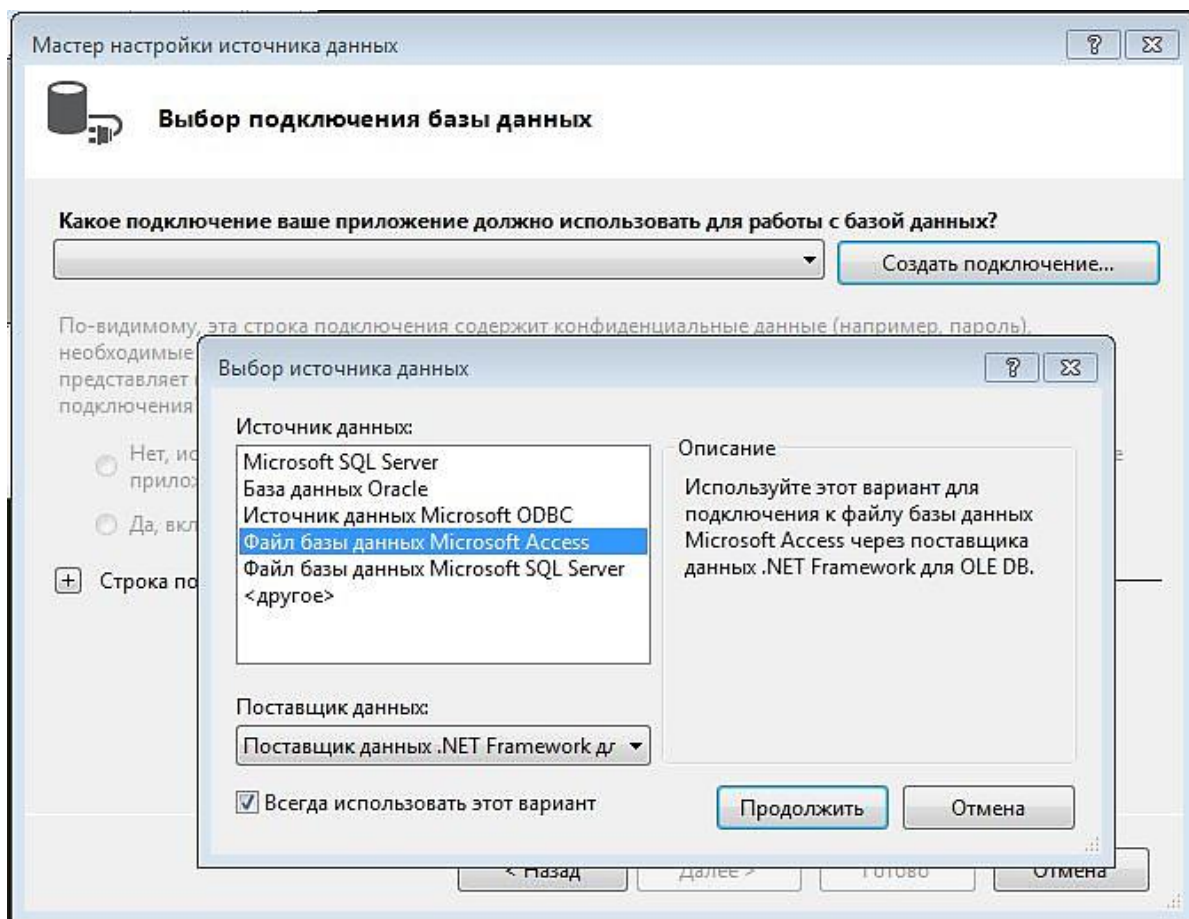 Мастер настройки источника данных
Выбор подключения базы данных
Какое подключение ваше приложение должно использовать для работы с базой данных?
Создать подключение...
По-видимому, эта строка подключения содержит конфиденциальные данные (например, пароль),
необходимые
представляет
подключения
Нет, ис
прилож
Да, вкл
Строка по
Выбор источника данных
Источник данных:
Microsoft SQL Server
База данных Oracle
Источник данных Microsoft ODBC
Файл базы данных Microsoft Access
Файл базы данных Microsoft SQL Server
<другое>
Описание
Используйте этот вариант для
подключения к файлу базы данных
Microsoft Access через поставщика
данных .NET Framework для OLE DB.
Поставщик данных:
Поставщик данных .NET Framework дл
Всегда использовать этот вариант
Продолжить
Отмена
< Назад
Далее >
Готово
Отмена